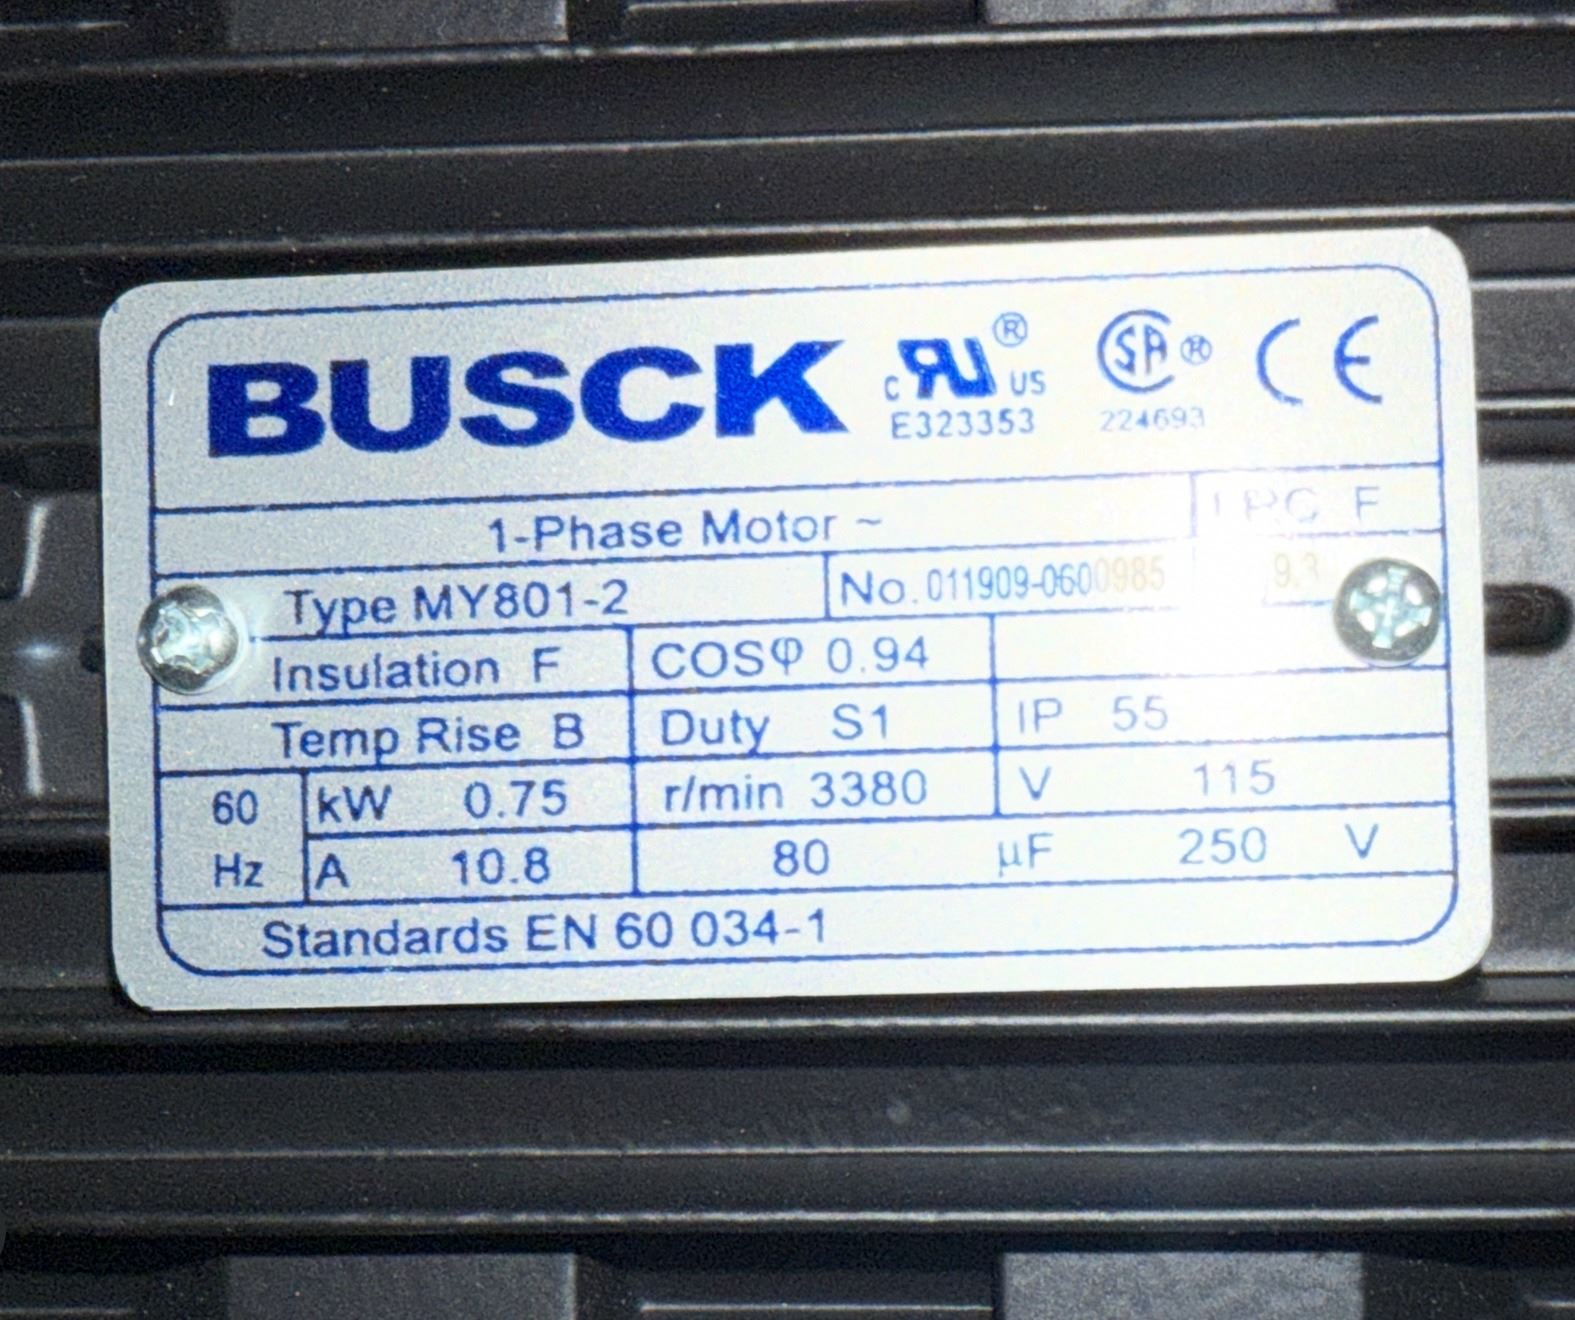 BUSCK
c RU ® US
E323353
SA ®
224693
CE
1-Phase Motor ~
Type MY801-2
No. 011909-0600985
Insulation F
COSφ 0.94
Temp Rise B
Duty S1
IP 55
60 Hz
kW 0.75
r/min 3380
V 115
A 10.8
80 µF 250 V
Standards EN 60 034-1